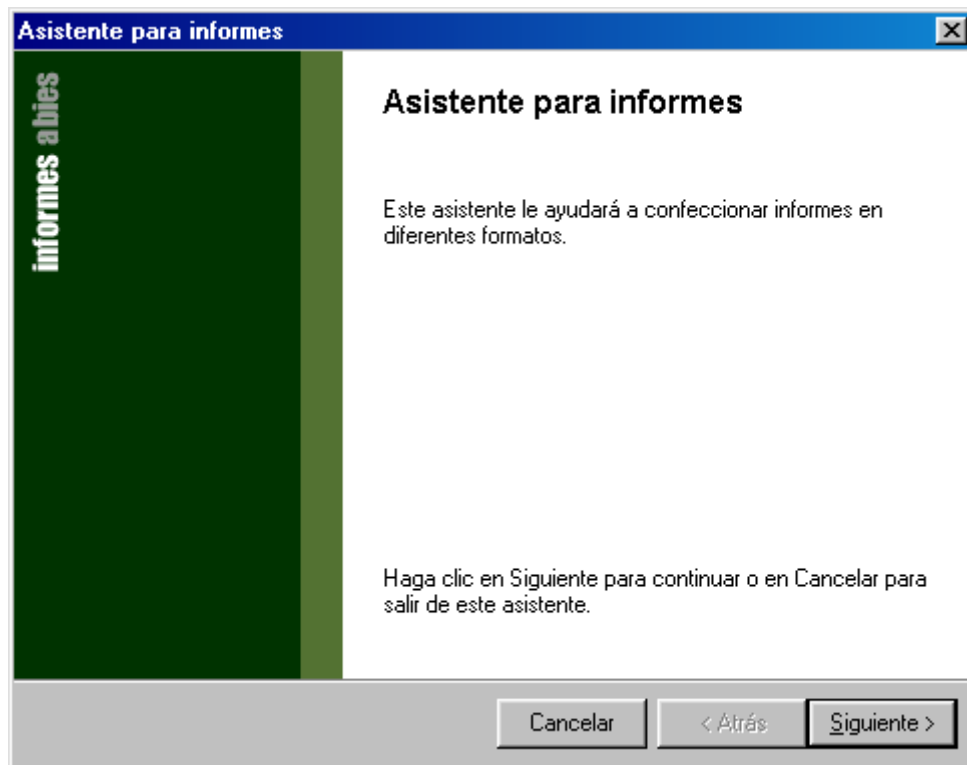 Asistente para informes
informes abies
Asistente para informes
Este asistente le ayudará a confeccionar informes en
diferentes formatos.
Haga clic en Siguiente para continuar o en Cancelar para
salir de este asistente.
Cancelar
< Atrás
Siguiente >